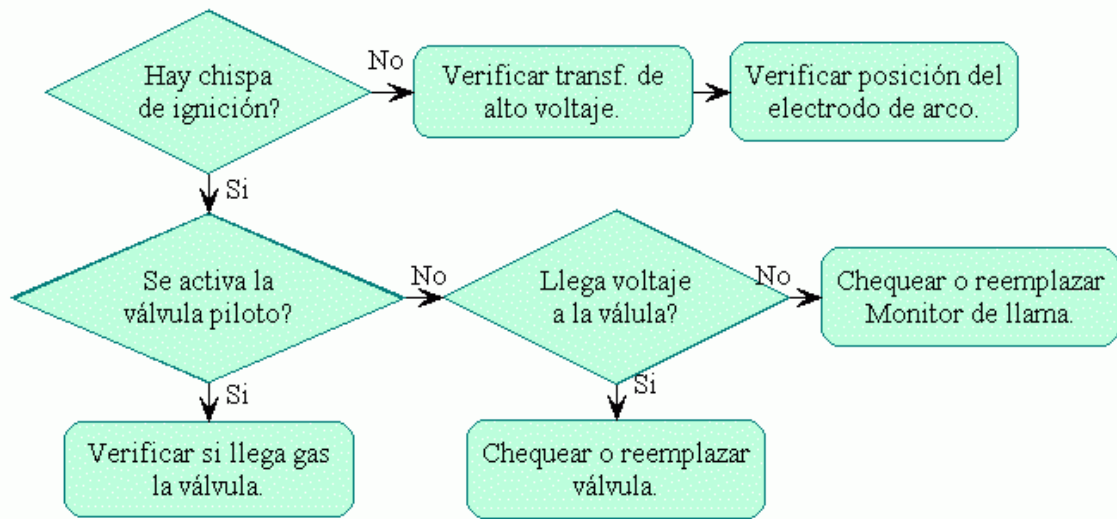 Hay chispa
de ignición?
No
Verificar transf. de
alto voltaje.
Verificar posición del
electrodo de arco.
Si
Se activa la
válvula piloto?
No
Llega voltaje
a la válula?
No
Chequear o reemplazar
Monitor de llama.
Si
Verificar si llega gas
la válvula.
Si
Chequear o reemplazar
válvula.